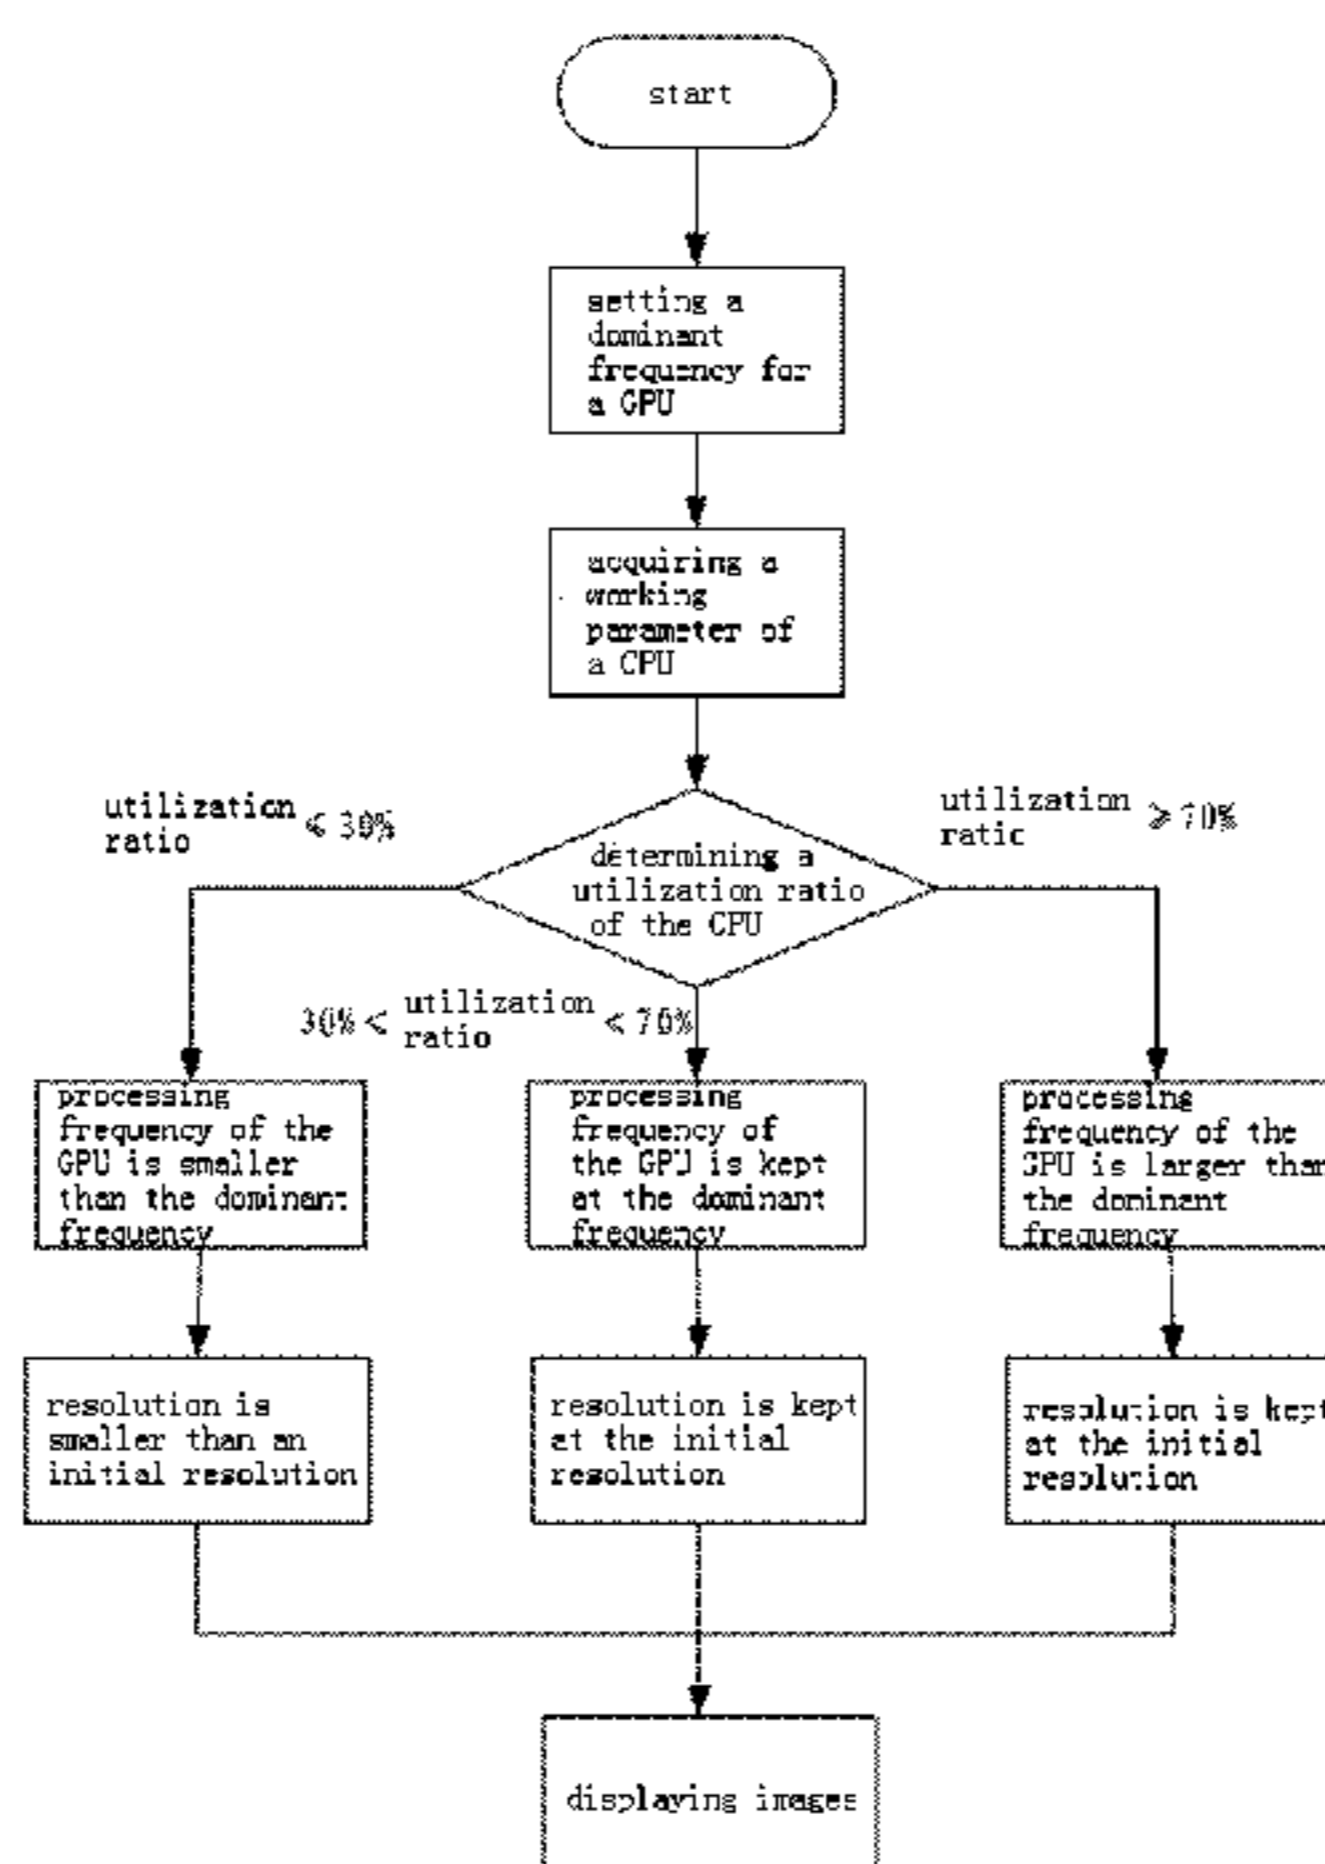 start
setting a
dominant
frequency for
a GPU
acquiring a
working
parameter of
a CPU
utilization
ratio ⩽ 30%
utilization
ratio ⩾ 70%
determining a
utilization ratio
of the CPU
30% < utilization
ratio < 70%
processing
frequency of the
GPU is smaller
than the dominant
frequency
processing
frequency of
the GPU is kept
at the dominant
frequency
processing
frequency of the
GPU is larger than
the dominant
frequency
resolution is
smaller than an
initial resolution
resolution is kept
at the initial
resolution
resolution is kept
at the initial
resolution
displaying images